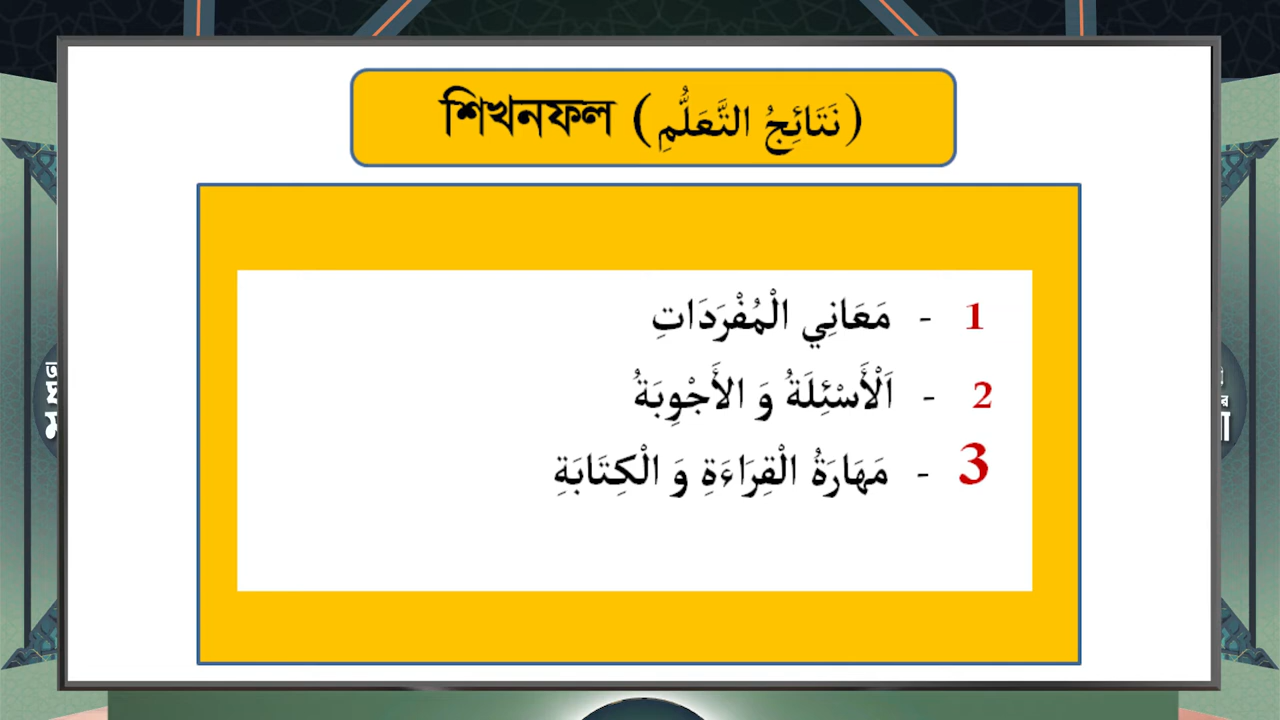 শিখনফল (نَتَائِجُ التَّعَلُّمِ)
1 - مَعَانِي الْمُفْرَدَاتِ
2 - اَلْأَسْئِلَةُ وَ الأَجْوِبَةُ
3 - مَهَارَةُ الْقِرَاءَةِ وَ الْكِتَابَةِ